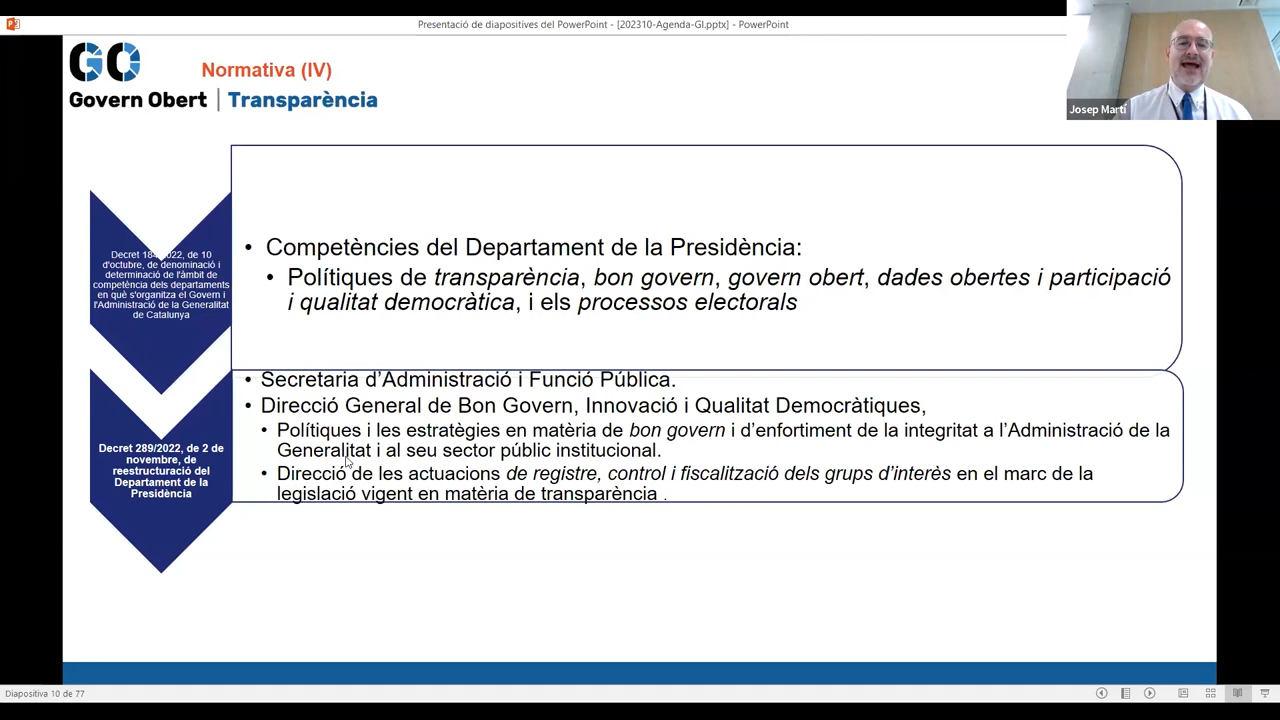 Presentació de diapositives del PowerPoint - [202310-Agenda-GI.pptx] - PowerPoint
GO
Normativa (IV)
Govern Obert | Transparència
Josep Martí
Decret 184/2022, de 10
d'octubre, de denominació i
determinació de l'àmbit de
competència dels departaments
en què s'organitza el Govern i
l'Administració de la Generalitat
de Catalunya
• Competències del Departament de la Presidència:
• Polítiques de transparència, bon govern, govern obert, dades obertes i participació
i qualitat democràtica, i els processos electorals
Decret 289/2022, de 2 de
novembre, de
reestructuració del
Departament de la
Presidència
• Secretaria d’Administració i Funció Pública.
• Direcció General de Bon Govern, Innovació i Qualitat Democràtiques,
• Polítiques i les estratègies en matèria de bon govern i d’enfortiment de la integritat a l’Administració de la
Generalitat i al seu sector públic institucional.
• Direcció de les actuacions de registre, control i fiscalització dels grups d’interès en el marc de la
legislació vigent en matèria de transparència .
Diapositiva 10 de 77